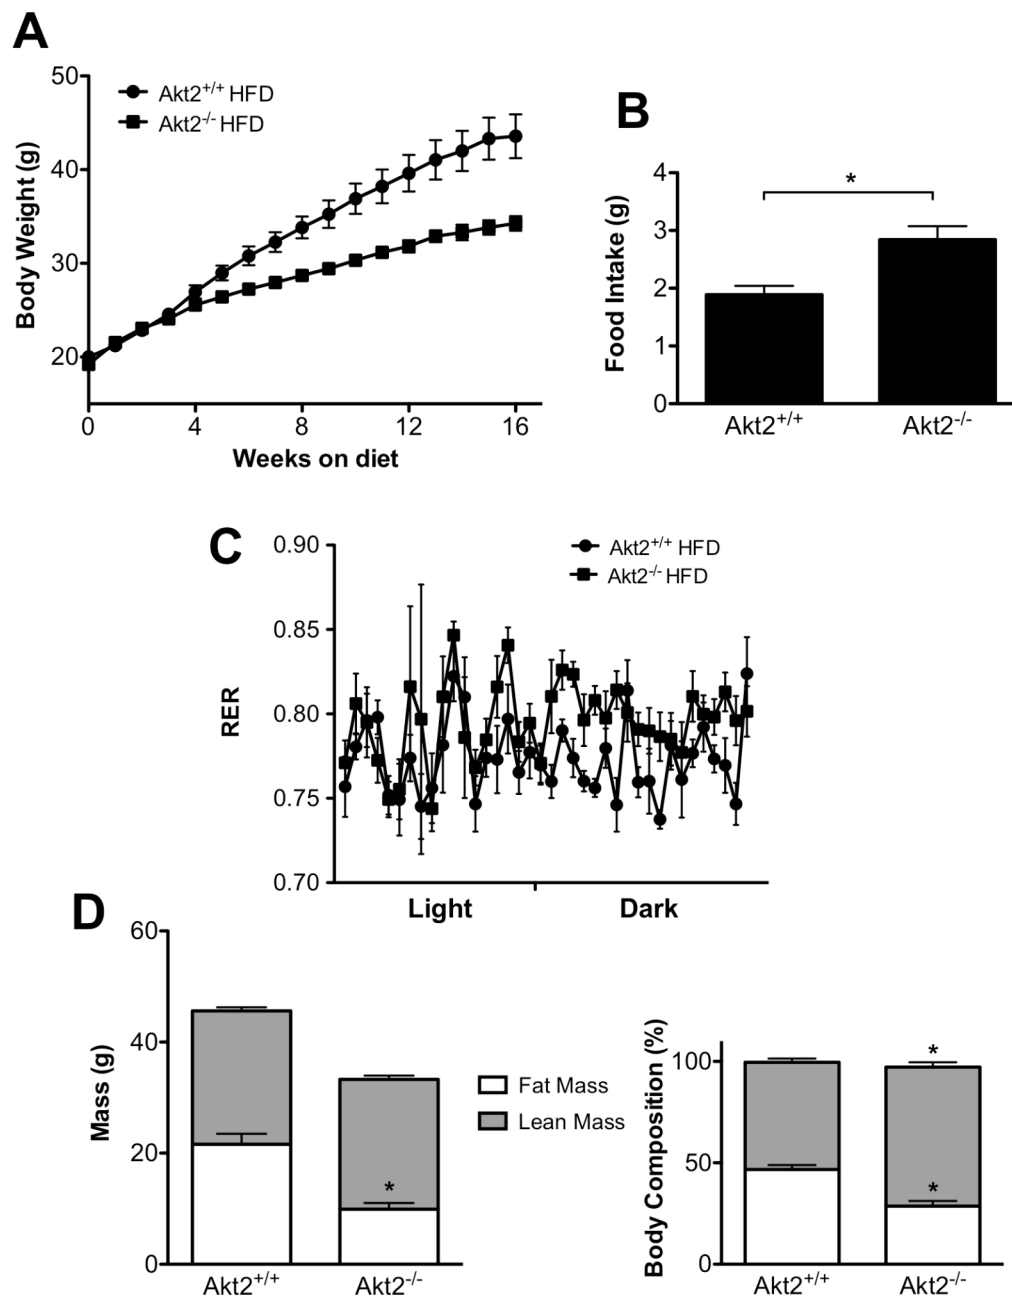 A
50
40
30
20
Body Weight (g)
Akt2+/+ HFD
Akt2-/- HFD
0 4 8 12 16
Weeks on diet
B
4
3
2
1
0
Food Intake (g)
*
Akt2+/+ Akt2-/-
C
0.90
0.85
0.80
0.75
0.70
RER
Akt2+/+ HFD
Akt2-/- HFD
Light Dark
D
60
40
20
0
Mass (g)
*
Akt2+/+ Akt2-/-
Fat Mass
Lean Mass
Body Composition (%)
100
50
0
*
*
Akt2+/+ Akt2-/-